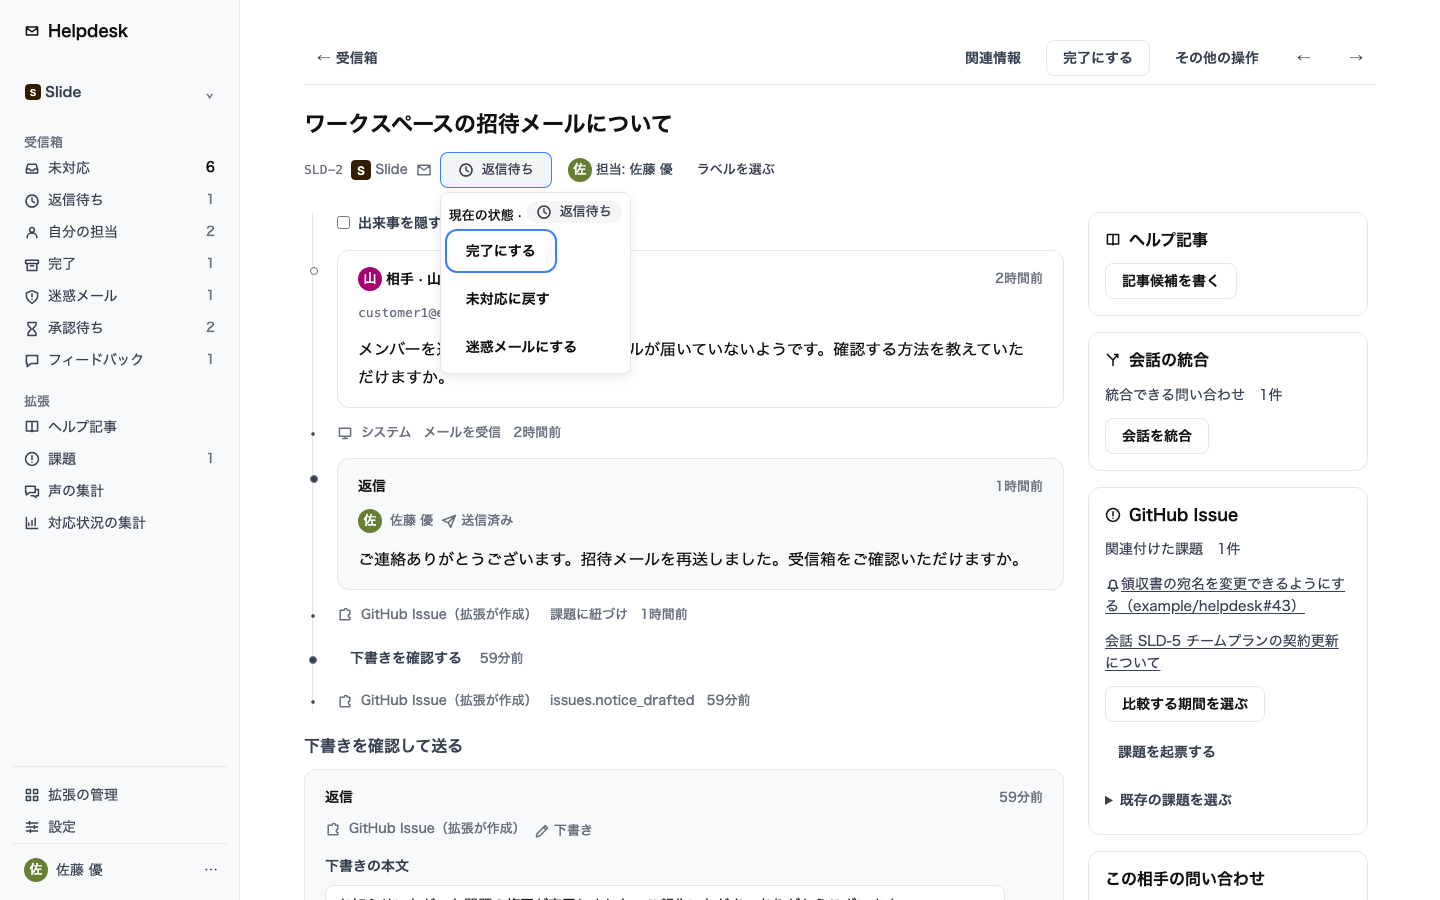 Helpdesk
S Slide
受信箱
未対応 6
返信待ち 1
自分の担当 2
完了 1
迷惑メール 1
承認待ち 2
フィードバック 1
拡張
ヘルプ記事
課題 1
声の集計
対応状況の集計
拡張の管理
設定
佐 佐藤 優 …
← 受信箱
関連情報 完了にする その他の操作 ← →
ワークスペースの招待メールについて
SLD-2 S Slide 返信待ち 佐 担当: 佐藤 優 ラベルを選ぶ
現在の状態 · 返信待ち
完了にする
未対応に戻す
迷惑メールにする
出来事を隠す
山 相手 · 山 2時間前
customer1@
メンバーを ルが届いていないようです。確認する方法を教えていた
だけますか。
システム メールを受信 2時間前
返信 1時間前
佐 佐藤 優 送信済み
ご連絡ありがとうございます。招待メールを再送しました。受信箱をご確認いただけますか。
GitHub Issue（拡張が作成） 課題に紐づけ 1時間前
下書きを確認する 59分前
GitHub Issue（拡張が作成） issues.notice_drafted 59分前
下書きを確認して送る
返信 59分前
GitHub Issue（拡張が作成） 下書き
下書きの本文
ヘルプ記事
記事候補を書く
会話の統合
統合できる問い合わせ 1件
会話を統合
GitHub Issue
関連付けた課題 1件
領収書の宛名を変更できるようにす
る（example/helpdesk#43）
会話 SLD-5 チームプランの契約更新
について
比較する期間を選ぶ
課題を起票する
▶ 既存の課題を選ぶ
この相手の問い合わせ